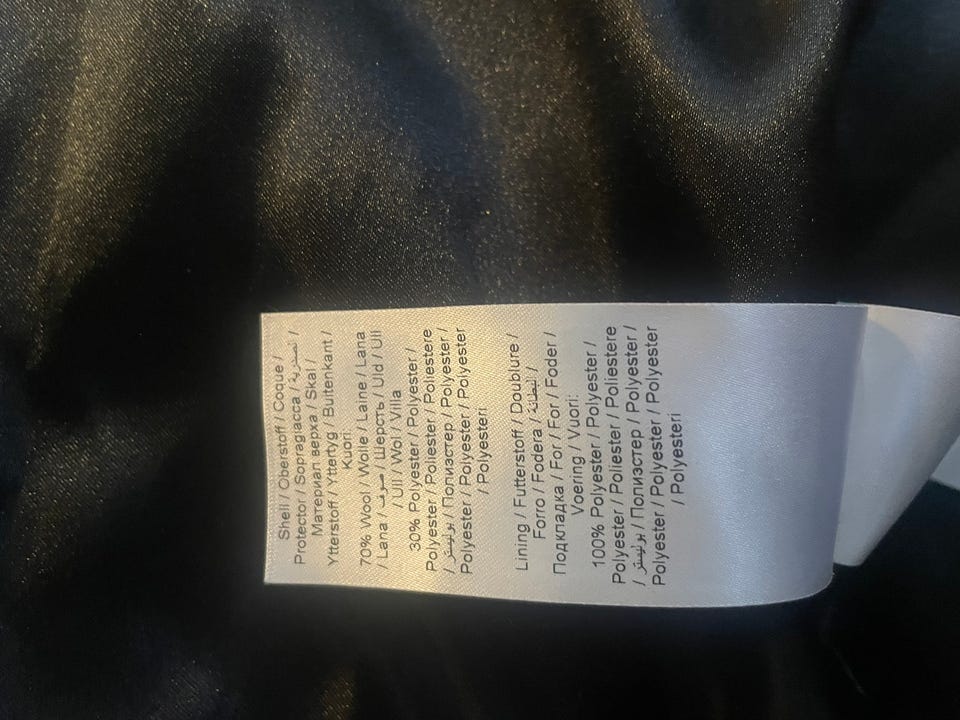 Shell / Oberstoff / Coque /
Protector / Sopragiacca / الصدرية /
Материал верха / Skal /
Ytterstoff / Yttertyg / Buitenkant /
Kuori:
70% Wool / Wolle / Laine / Lana
/ Lana / صوف / Шерсть / Uld / Ull
/ Ull / Wol / Villa
30% Polyester / Polyester /
Polyester / Poliester / Poliestere
/ بوليستر / Полиэстер / Polyester /
Polyester / Polyester / Polyester
/ Polyesteri
Lining / Futterstoff / Doublure /
Forro / Fodera / البطانة /
Подкладка / For / For / Foder /
Voering / Vuori:
100% Polyester / Polyester /
Polyester / Poliester / Poliestere
/ بوليستر / Полиэстер / Polyester /
Polyester / Polyester / Polyester
/ Polyesteri